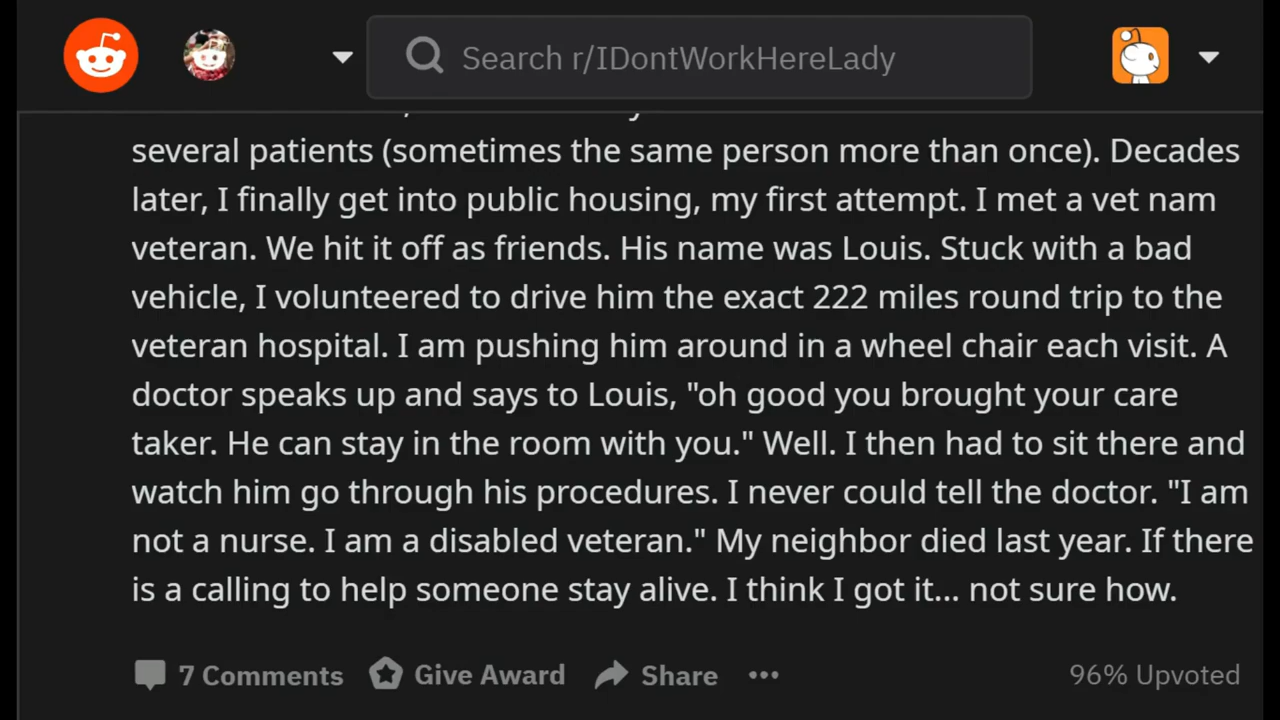 Search r/IDontWorkHereLady
several patients (sometimes the same person more than once). Decades
later, I finally get into public housing, my first attempt. I met a vet nam
veteran. We hit it off as friends. His name was Louis. Stuck with a bad
vehicle, I volunteered to drive him the exact 222 miles round trip to the
veteran hospital. I am pushing him around in a wheel chair each visit. A
doctor speaks up and says to Louis, "oh good you brought your care
taker. He can stay in the room with you." Well. I then had to sit there and
watch him go through his procedures. I never could tell the doctor. "I am
not a nurse. I am a disabled veteran." My neighbor died last year. If there
is a calling to help someone stay alive. I think I got it... not sure how.
7 Comments Give Award Share ••• 96% Upvoted